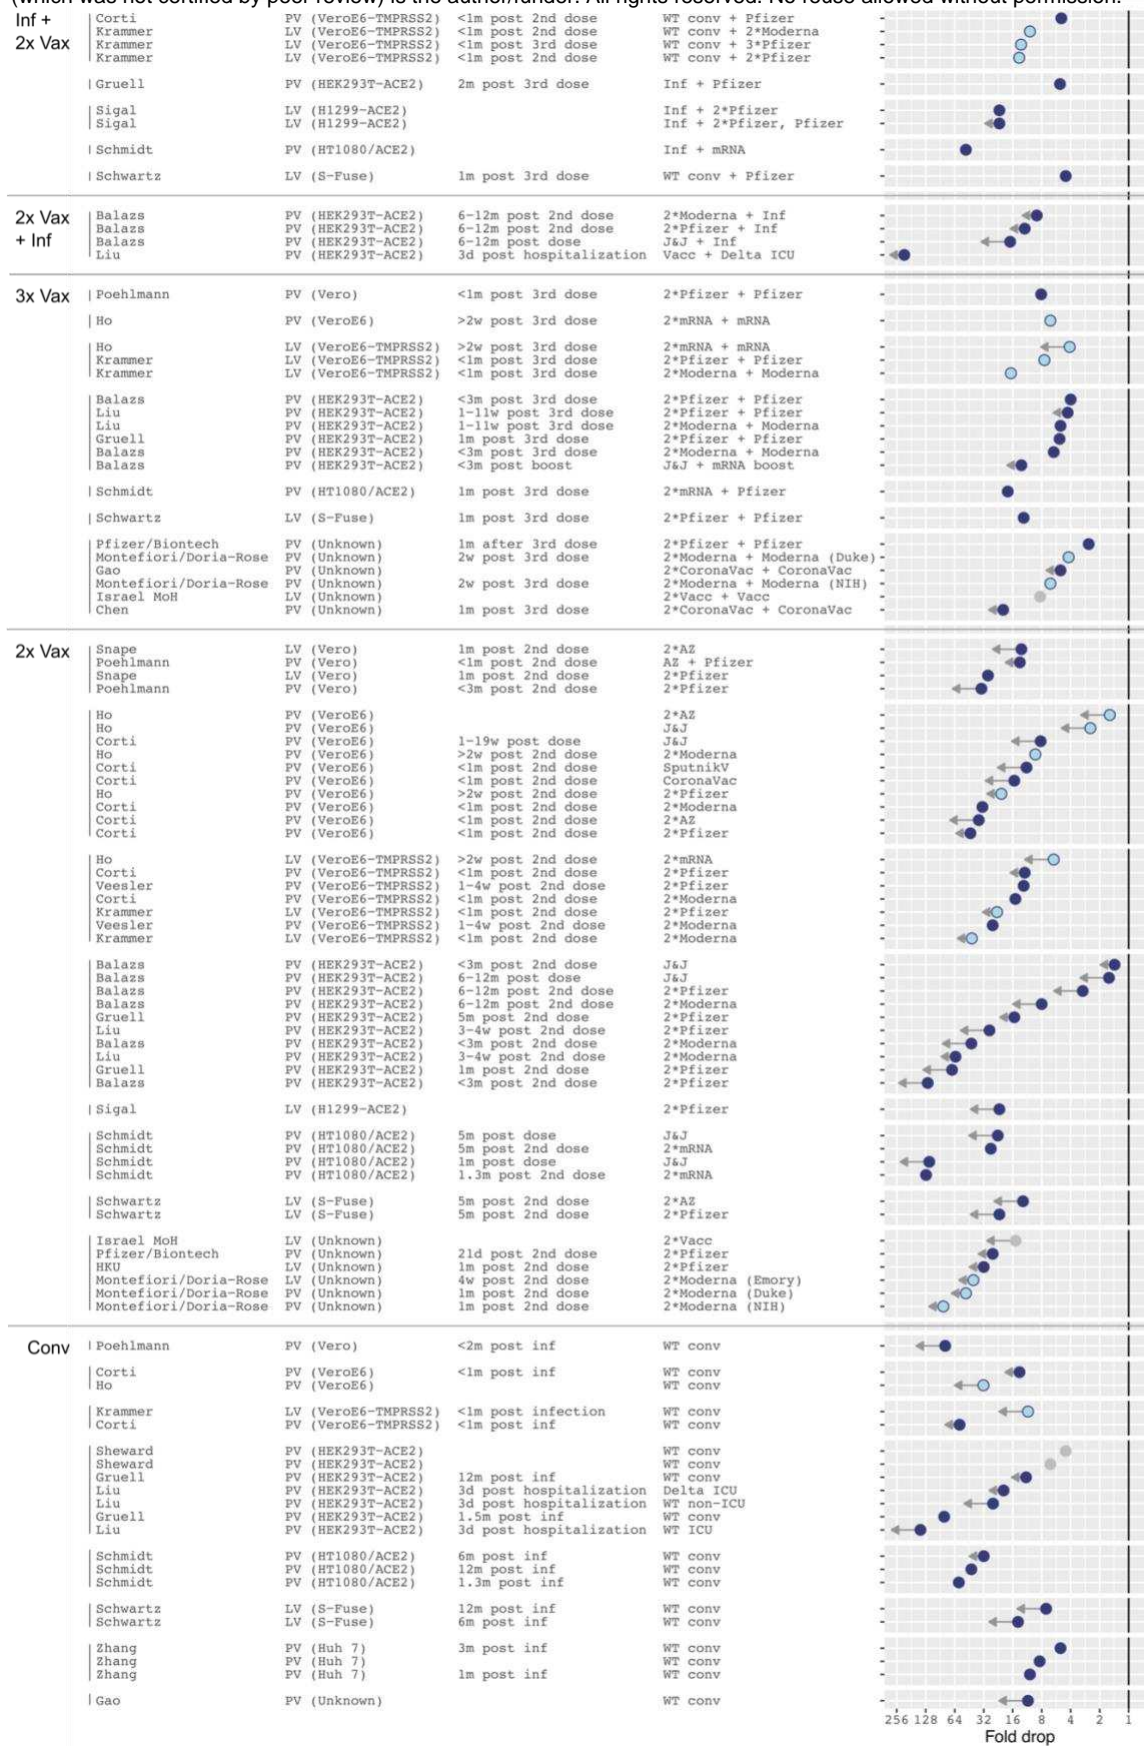 (which was not certified by peer review) is the author/funder. All rights reserved. No reuse allowed without permission.
Inf +
2x Vax
Corti PV (VeroE6-TMPRSS2) <1m post 2nd dose WT conv + Pfizer
Krammer LV (VeroE6-TMPRSS2) <1m post 2nd dose WT conv + 2*Moderna
Krammer LV (VeroE6-TMPRSS2) <1m post 3rd dose WT conv + 3*Pfizer
Krammer LV (VeroE6-TMPRSS2) <1m post 2nd dose WT conv + 2*Pfizer
Gruell PV (HEK293T-ACE2) 2m post 3rd dose Inf + Pfizer
Sigal LV (H1299-ACE2) Inf + 2*Pfizer
Sigal LV (H1299-ACE2) Inf + 2*Pfizer, Pfizer
Schmidt PV (HT1080/ACE2) Inf + mRNA
Schwartz LV (S-Fuse) 1m post 3rd dose WT conv + Pfizer
2x Vax
+ Inf
Balazs PV (HEK293T-ACE2) 6-12m post 2nd dose 2*Moderna + Inf
Balazs PV (HEK293T-ACE2) 6-12m post 2nd dose 2*Pfizer + Inf
Balazs PV (HEK293T-ACE2) 6-12m post dose J&J + Inf
Liu PV (HEK293T-ACE2) 3d post hospitalization Vacc + Delta ICU
3x Vax
Poehlmann PV (Vero) <1m post 3rd dose 2*Pfizer + Pfizer
Ho PV (VeroE6) >2w post 3rd dose 2*mRNA + mRNA
Ho LV (VeroE6-TMPRSS2) >2w post 3rd dose 2*mRNA + mRNA
Krammer LV (VeroE6-TMPRSS2) <1m post 3rd dose 2*Pfizer + Pfizer
Krammer LV (VeroE6-TMPRSS2) <1m post 3rd dose 2*Moderna + Moderna
Balazs PV (HEK293T-ACE2) <3m post 3rd dose 2*Pfizer + Pfizer
Liu PV (HEK293T-ACE2) 1-11w post 3rd dose 2*Pfizer + Pfizer
Liu PV (HEK293T-ACE2) 1-11w post 3rd dose 2*Moderna + Moderna
Gruell PV (HEK293T-ACE2) 1m post 3rd dose 2*Pfizer + Pfizer
Balazs PV (HEK293T-ACE2) <3m post 3rd dose 2*Moderna + Moderna
Balazs PV (HEK293T-ACE2) <3m post boost J&J + mRNA boost
Schmidt PV (HT1080/ACE2) 1m post 3rd dose 2*mRNA + Pfizer
Schwartz LV (S-Fuse) 1m post 3rd dose 2*Pfizer + Pfizer
Pfizer/Biontech PV (Unknown) 1m after 3rd dose 2*Pfizer + Pfizer
Montefiori/Doria-Rose PV (Unknown) 2w post 3rd dose 2*Moderna + Moderna (Duke)
Gao PV (Unknown) 2*CoronaVac + CoronaVac
Montefiori/Doria-Rose PV (Unknown) 2w post 3rd dose 2*Moderna + Moderna (NIH)
Israel MoH LV (Unknown) 2*Vacc + Vacc
Chen PV (Unknown) 1m post 3rd dose 2*CoronaVac + CoronaVac
2x Vax
Snape LV (Vero) 1m post 2nd dose 2*AZ
Poehlmann PV (Vero) <1m post 2nd dose AZ + Pfizer
Snape LV (Vero) 1m post 2nd dose 2*Pfizer
Poehlmann PV (Vero) <3m post 2nd dose 2*Pfizer
Ho PV (VeroE6) 2*AZ
Ho PV (VeroE6) J&J
Corti PV (VeroE6) 1-19w post dose J&J
Ho PV (VeroE6) >2w post 2nd dose 2*Moderna
Corti PV (VeroE6) <1m post 2nd dose SputnikV
Corti PV (VeroE6) <1m post 2nd dose CoronaVac
Ho PV (VeroE6) >2w post 2nd dose 2*Pfizer
Corti PV (VeroE6) <1m post 2nd dose 2*Moderna
Corti PV (VeroE6) <1m post 2nd dose 2*AZ
Corti PV (VeroE6) <1m post 2nd dose 2*Pfizer
Ho LV (VeroE6-TMPRSS2) >2w post 2nd dose 2*mRNA
Corti PV (VeroE6-TMPRSS2) <1m post 2nd dose 2*Pfizer
Veesler PV (VeroE6-TMPRSS2) 1-4w post 2nd dose 2*Pfizer
Corti PV (VeroE6-TMPRSS2) <1m post 2nd dose 2*Moderna
Krammer LV (VeroE6-TMPRSS2) <1m post 2nd dose 2*Pfizer
Veesler PV (VeroE6-TMPRSS2) 1-4w post 2nd dose 2*Moderna
Krammer LV (VeroE6-TMPRSS2) <1m post 2nd dose 2*Moderna
Balazs PV (HEK293T-ACE2) <3m post 2nd dose J&J
Balazs PV (HEK293T-ACE2) 6-12m post dose J&J
Balazs PV (HEK293T-ACE2) 6-12m post 2nd dose 2*Pfizer
Balazs PV (HEK293T-ACE2) 6-12m post 2nd dose 2*Moderna
Gruell PV (HEK293T-ACE2) 5m post 2nd dose 2*Pfizer
Liu PV (HEK293T-ACE2) 3-4w post 2nd dose 2*Pfizer
Balazs PV (HEK293T-ACE2) <3m post 2nd dose 2*Moderna
Liu PV (HEK293T-ACE2) 3-4w post 2nd dose 2*Moderna
Gruell PV (HEK293T-ACE2) 1m post 2nd dose 2*Pfizer
Balazs PV (HEK293T-ACE2) <3m post 2nd dose 2*Pfizer
Sigal LV (H1299-ACE2) 2*Pfizer
Schmidt PV (HT1080/ACE2) 5m post dose J&J
Schmidt PV (HT1080/ACE2) 5m post 2nd dose 2*mRNA
Schmidt PV (HT1080/ACE2) 1m post dose J&J
Schmidt PV (HT1080/ACE2) 1.3m post 2nd dose 2*mRNA
Schwartz LV (S-Fuse) 5m post 2nd dose 2*AZ
Schwartz LV (S-Fuse) 5m post 2nd dose 2*Pfizer
Israel MoH LV (Unknown) 2*Vacc
Pfizer/Biontech PV (Unknown) 21d post 2nd dose 2*Pfizer
HKU LV (Unknown) 1m post 2nd dose 2*Pfizer
Montefiori/Doria-Rose LV (Unknown) 4w post 2nd dose 2*Moderna (Emory)
Montefiori/Doria-Rose PV (Unknown) 1m post 2nd dose 2*Moderna (Duke)
Montefiori/Doria-Rose PV (Unknown) 1m post 2nd dose 2*Moderna (NIH)
Conv
Poehlmann PV (Vero) <2m post inf WT conv
Corti PV (VeroE6) <1m post inf WT conv
Ho PV (VeroE6) WT conv
Krammer LV (VeroE6-TMPRSS2) <1m post infection WT conv
Corti PV (VeroE6-TMPRSS2) <1m post inf WT conv
Sheward PV (HEK293T-ACE2) WT conv
Sheward PV (HEK293T-ACE2) WT conv
Gruell PV (HEK293T-ACE2) 12m post inf WT conv
Liu PV (HEK293T-ACE2) 3d post hospitalization Delta ICU
Liu PV (HEK293T-ACE2) 3d post hospitalization WT non-ICU
Gruell PV (HEK293T-ACE2) 1.5m post inf WT conv
Liu PV (HEK293T-ACE2) 3d post hospitalization WT ICU
Schmidt PV (HT1080/ACE2) 6m post inf WT conv
Schmidt PV (HT1080/ACE2) 12m post inf WT conv
Schmidt PV (HT1080/ACE2) 1.3m post inf WT conv
Schwartz LV (S-Fuse) 12m post inf WT conv
Schwartz LV (S-Fuse) 6m post inf WT conv
Zhang PV (Huh 7) 3m post inf WT conv
Zhang PV (Huh 7) WT conv
Zhang PV (Huh 7) 1m post inf WT conv
Gao PV (Unknown) WT conv
256 128 64 32 16 8 4 2 1
Fold drop